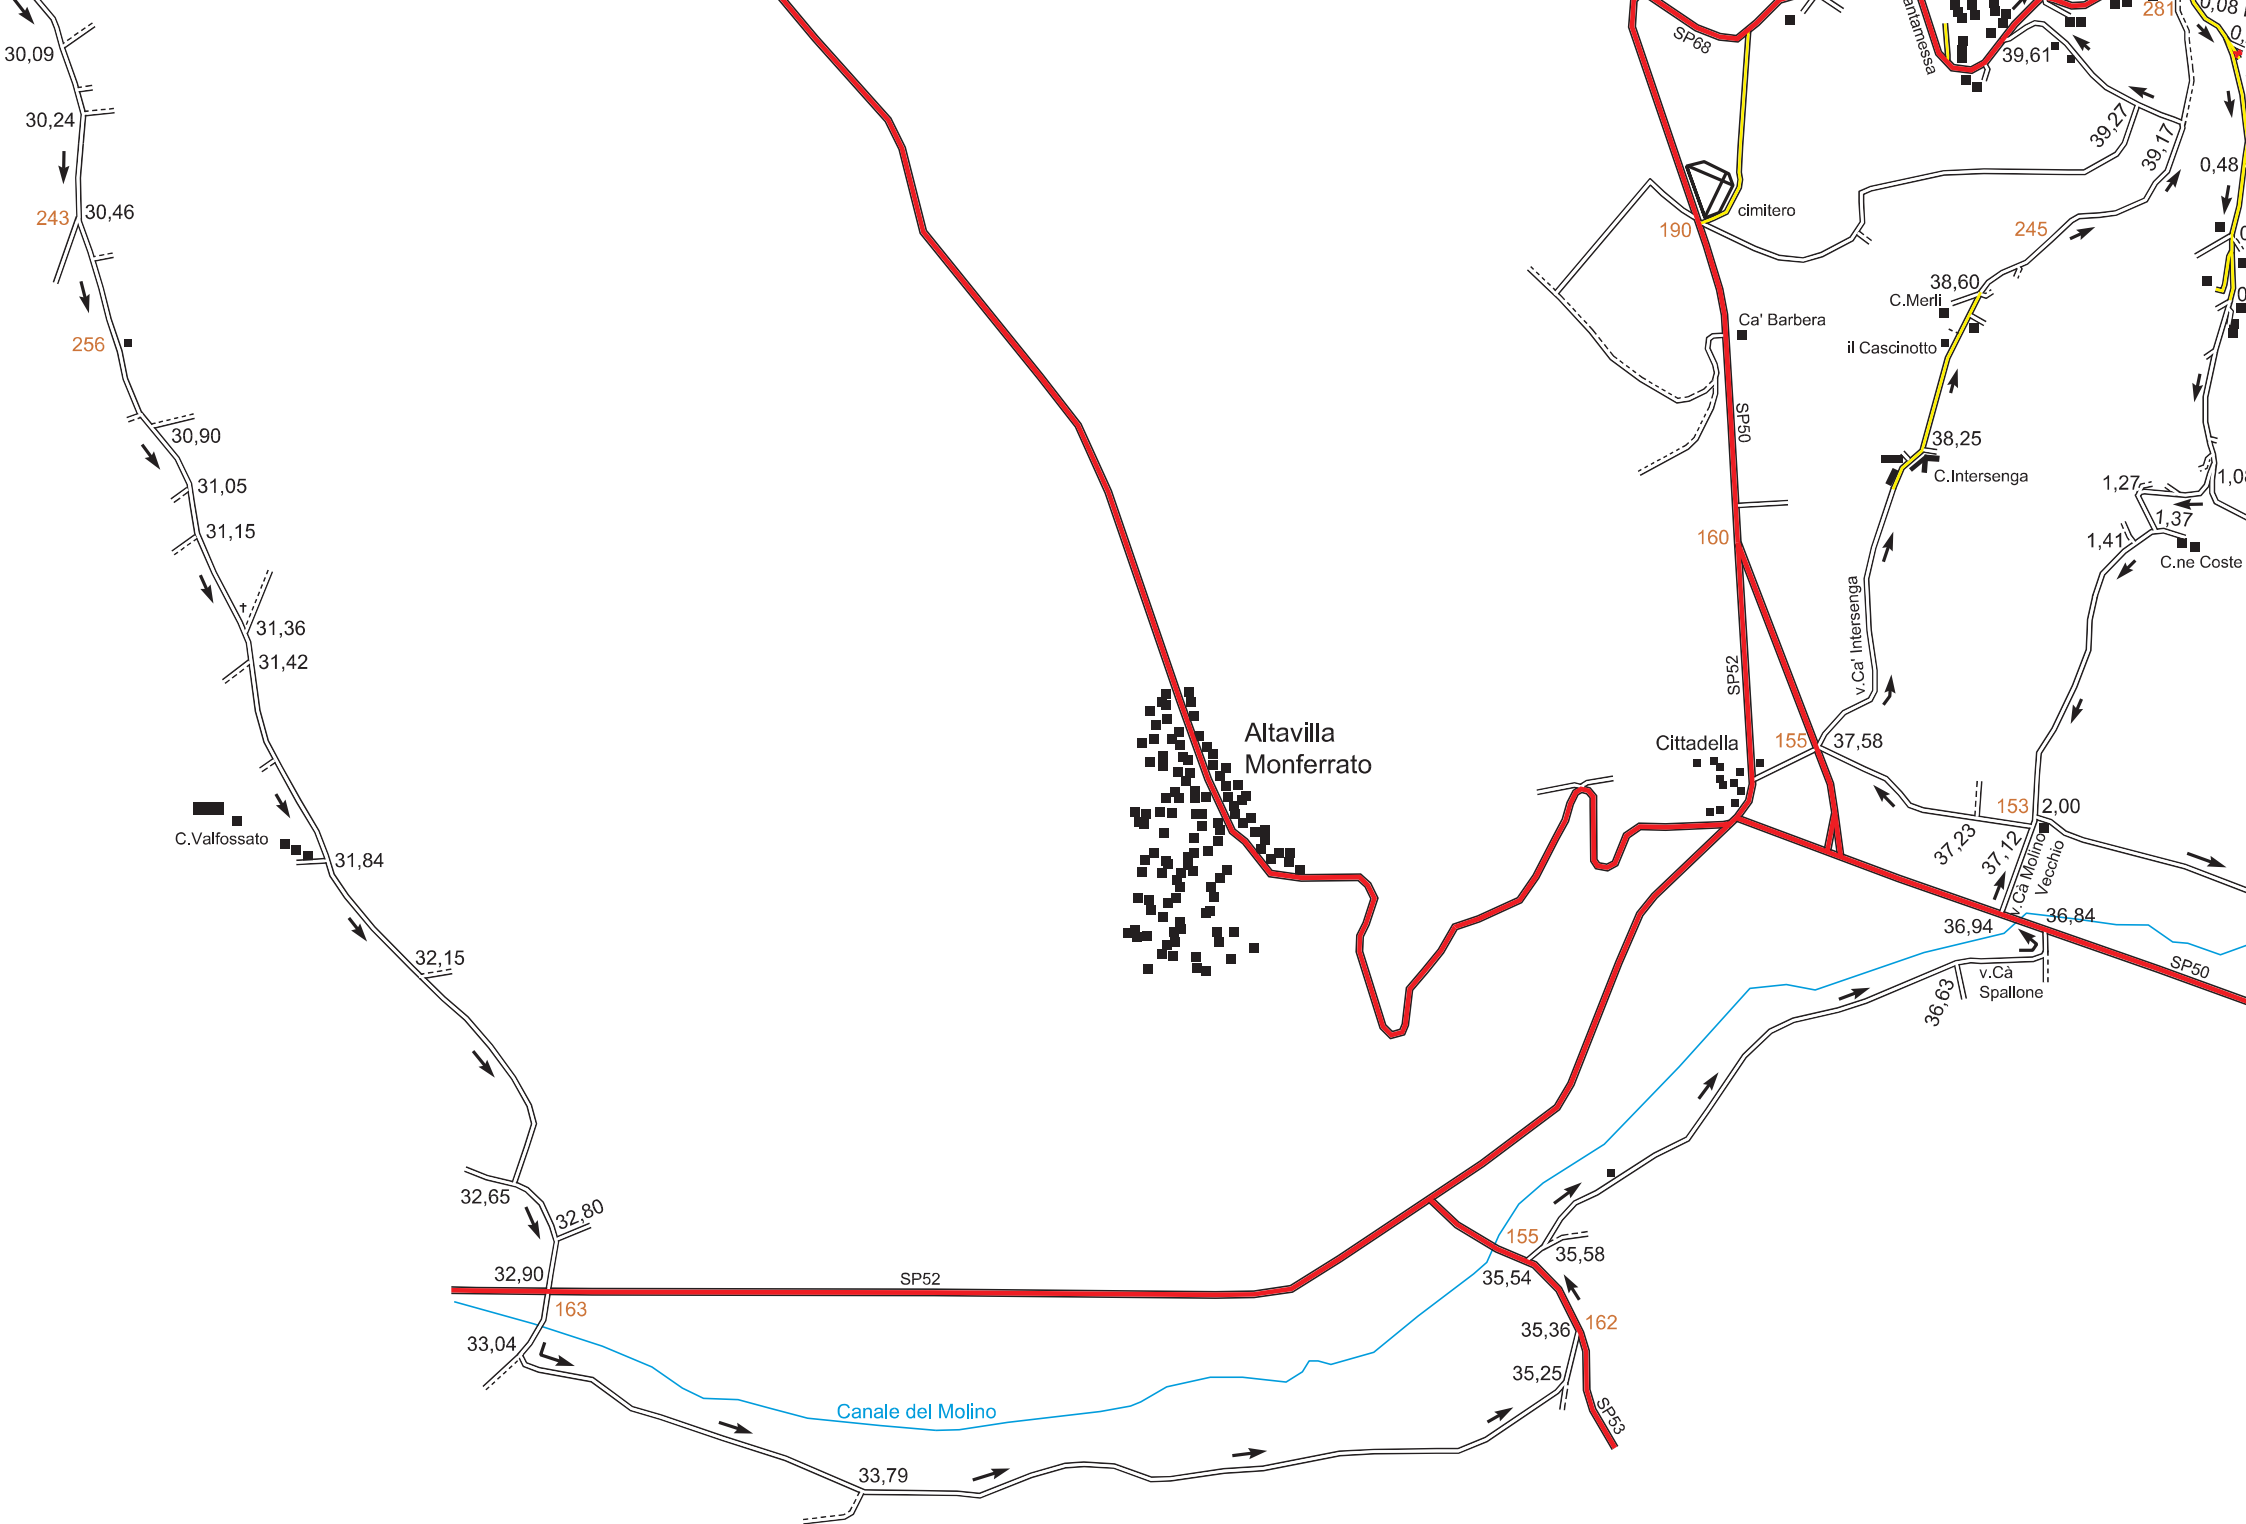 281
0,08
30,09
SP68
antamessa
39,61
30,24
39,27
39,17
0,48
243
30,46
cimitero
190
245
38,60
C.Merli
256
Ca' Barbera
il Cascinotto
SP50
30,90
38,25
C.Intersenga
31,05
1,27
1,08
31,15
160
1,37
1,41
C.ne Coste
v.Ca' Intersenga
31,36
31,42
SP52
Altavilla
Monferrato
Cittadella
155
37,58
153
2,00
C.Valfossato
31,84
37,23
37,12
v.Cà Molino
Vecchio
36,94
36,84
32,15
SP50
v.Cà
Spallone
36,63
32,65
32,80
155
35,58
32,90
SP52
35,54
163
35,36
162
33,04
35,25
Canale del Molino
SP53
33,79